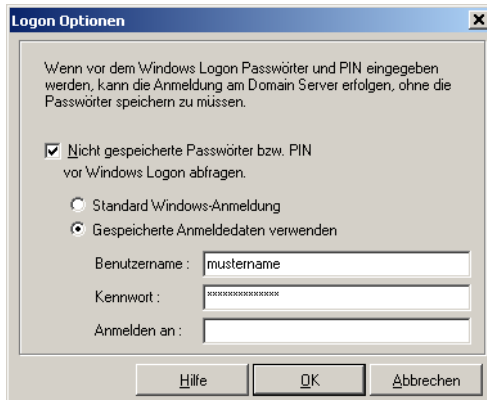 Logon Optionen
Wenn vor dem Windows Logon Passwörter und PIN eingegeben
werden, kann die Anmeldung am Domain Server erfolgen, ohne die
Passwörter speichern zu müssen.
Nicht gespeicherte Passwörter bzw. PIN
vor Windows Logon abfragen.
Standard Windows-Anmeldung
Gespeicherte Anmeldedaten verwenden
Benutzername : mustername
Kennwort : **************
Anmelden an :
Hilfe OK Abbrechen